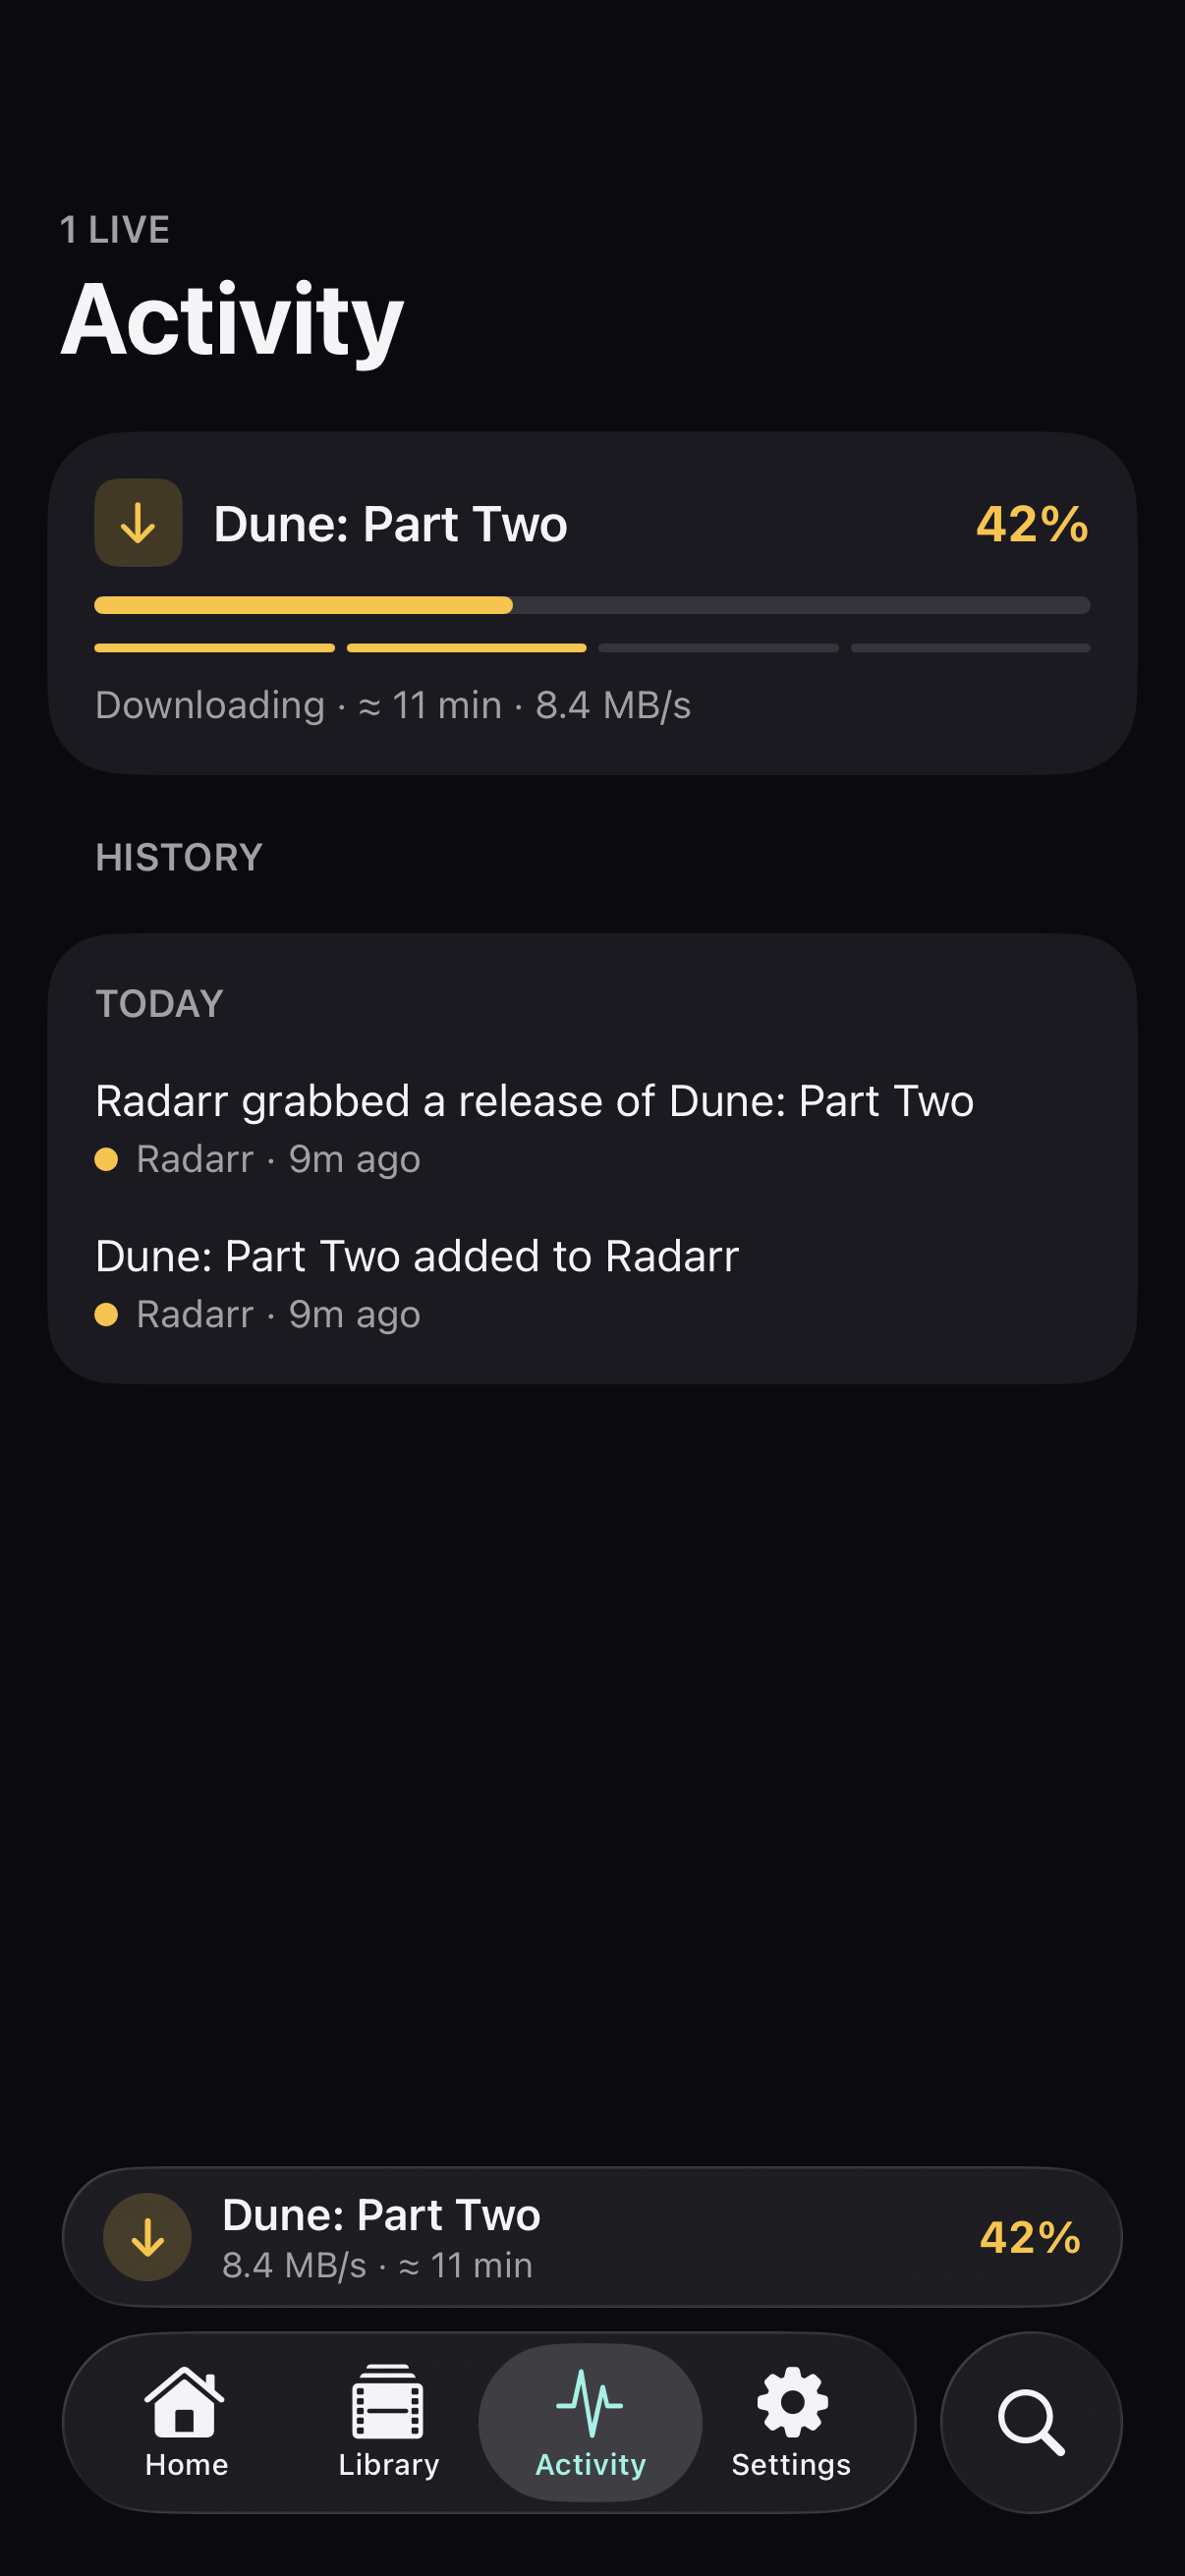 1 LIVE
Activity
Dune: Part Two 42%
Downloading · ≈ 11 min · 8.4 MB/s
HISTORY
TODAY
Radarr grabbed a release of Dune: Part Two
Radarr · 9m ago
Dune: Part Two added to Radarr
Radarr · 9m ago
Dune: Part Two
8.4 MB/s · ≈ 11 min
42%
Home Library Activity Settings